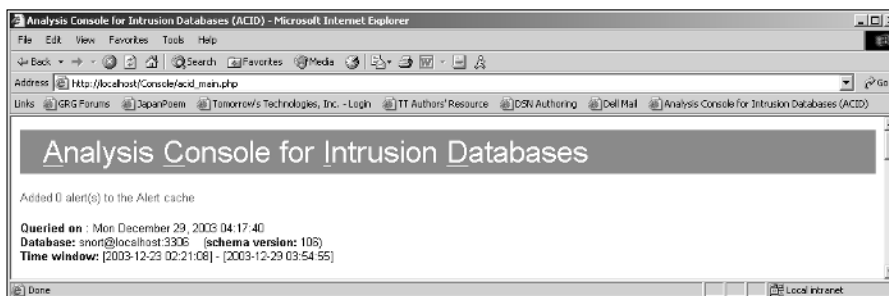 Analysis Console for Intrusion Databases (ACID) - Microsoft Internet Explorer
File Edit View Favorites Tools Help
Back Search Favorites Media
Address http://localhost/Console/acid_main.php Go
Links GRG Forums JapanPoem Tomorrow's Technologies, Inc. - Login TT Authors' Resource DSN Authoring Dell Mail Analysis Console for Intrusion Databases (ACID)
Analysis Console for Intrusion Databases
Added 0 alert(s) to the Alert cache
Queried on : Mon December 29, 2003 04:17:40
Database: snort@localhost:3306 (schema version: 106)
Time window: [2003-12-23 02:21:08] - [2003-12-29 03:54:55]
Done Local intranet